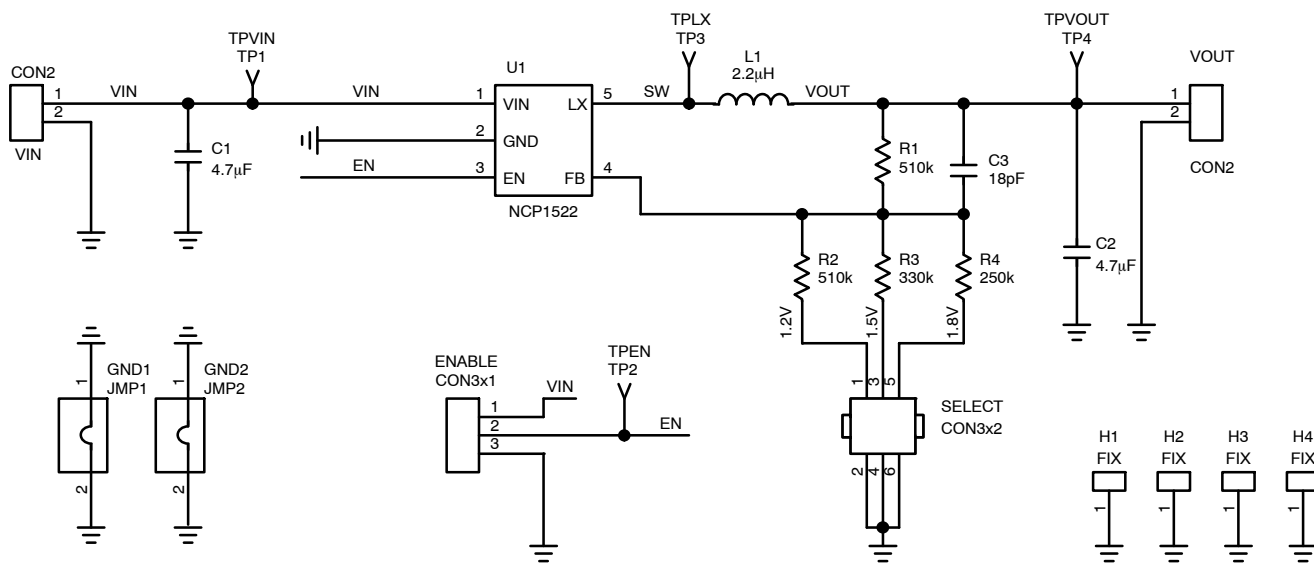 TPVIN
TP1
TPLX
TP3
TPVOUT
TP4
CON2
U1
L1
2.2µH
VOUT
1
VIN
VIN
1
VIN
LX
5
SW
VOUT
1
2
2
GND
2
VIN
C1
4.7µF
EN
3
EN
FB
4
R1
510k
C3
18pF
CON2
NCP1522
R2
510k
R3
330k
R4
250k
C2
4.7µF
1.2V
1.5V
1.8V
1
GND1
JMP1
2
1
GND2
JMP2
2
ENABLE
CON3x1
TPEN
TP2
VIN
1
2
3
EN
1
3
5
SELECT
CON3x2
2
4
6
H1
FIX
1
H2
FIX
1
H3
FIX
1
H4
FIX
1